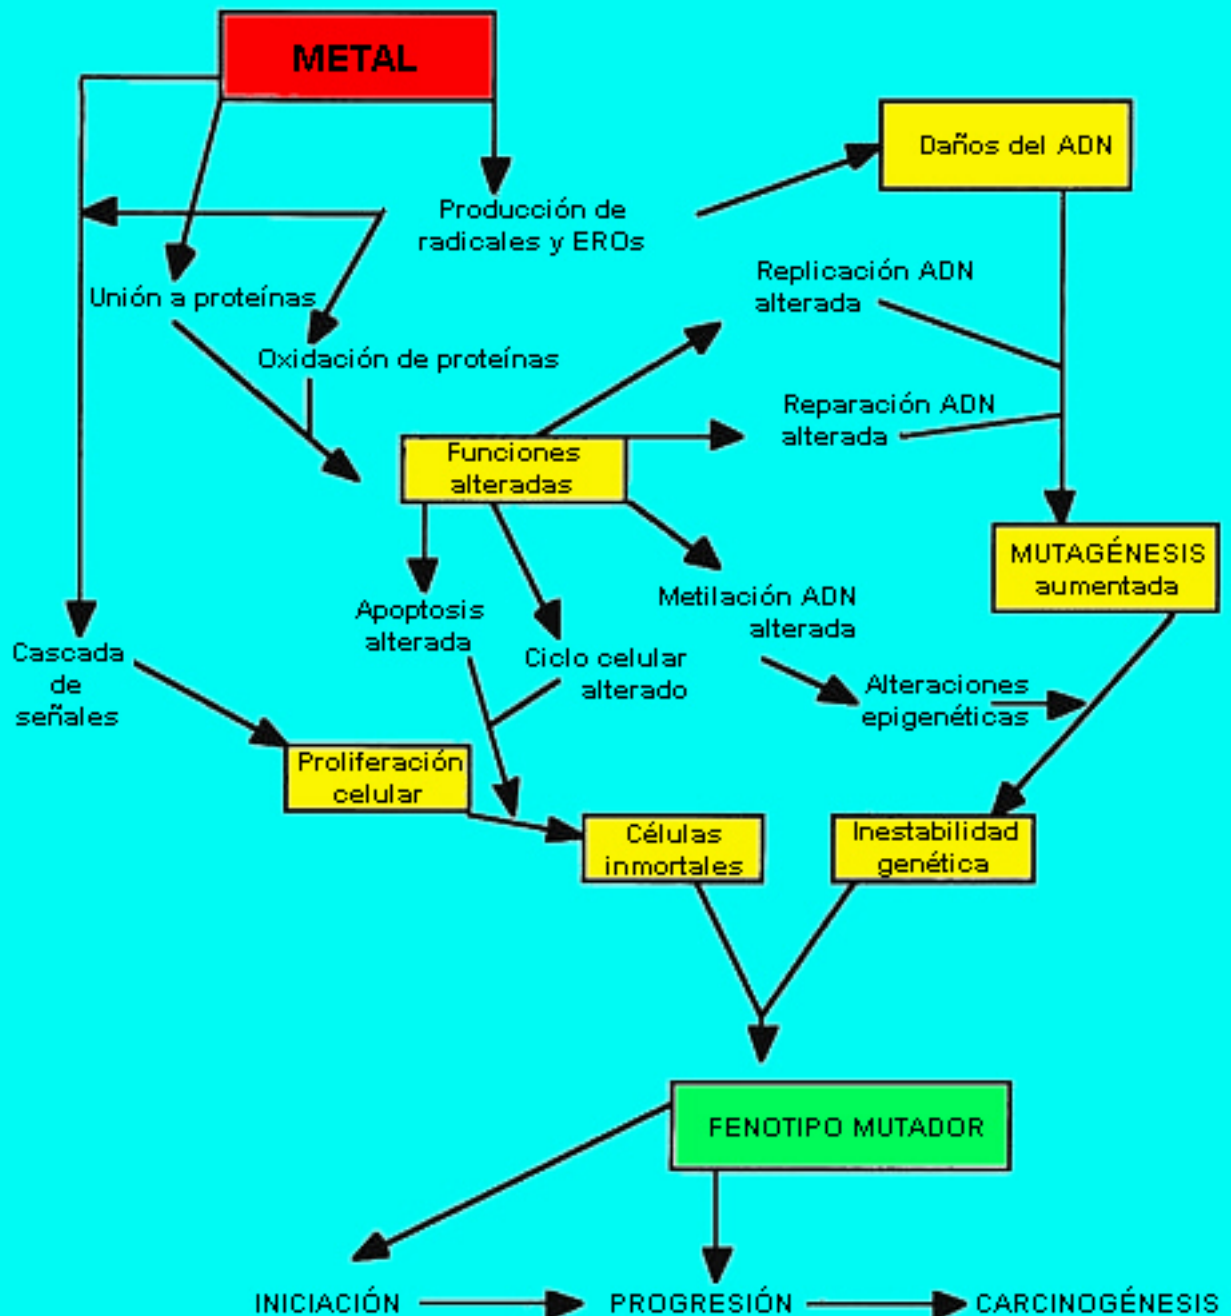 METAL
Daños del ADN
Producción de
radicales y EROs
Replicación ADN
alterada
Unión a proteínas
Oxidación de proteínas
Reparación ADN
alterada
Funciones
alteradas
MUTAGÉNESIS
aumentada
Apoptosis
alterada
Metilación ADN
alterada
Cascada
de
señales
Ciclo celular
alterado
Alteraciones
epigenéticas
Proliferación
celular
Células
inmortales
Inestabilidad
genética
FENOTIPO MUTADOR
INICIACIÓN
PROGRESIÓN
CARCINOGÉNESIS